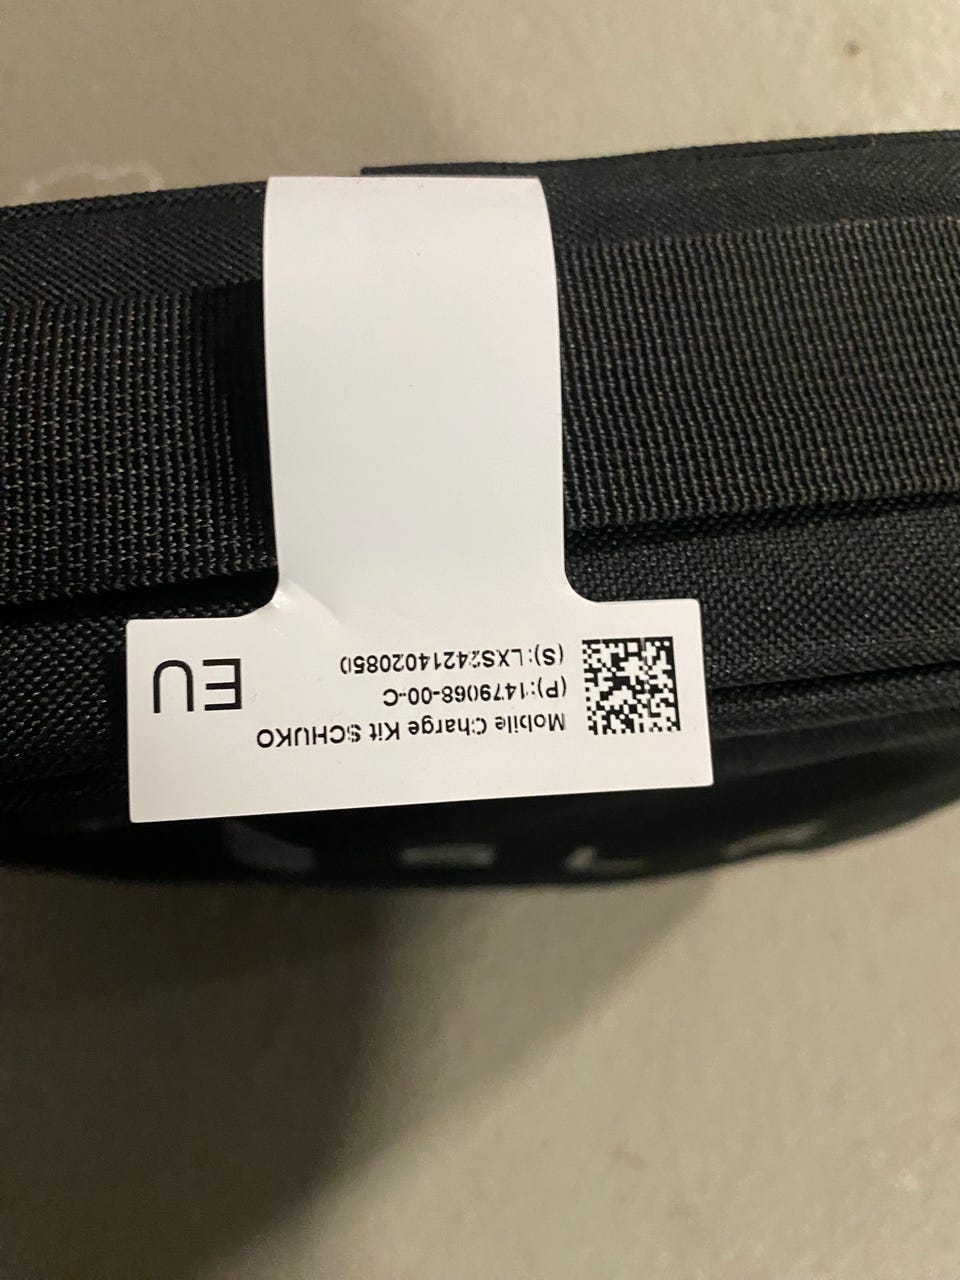 Mobile Charge Kit SCHUKO
(P):1479068-00-C
(S):LXS24214020850
EU